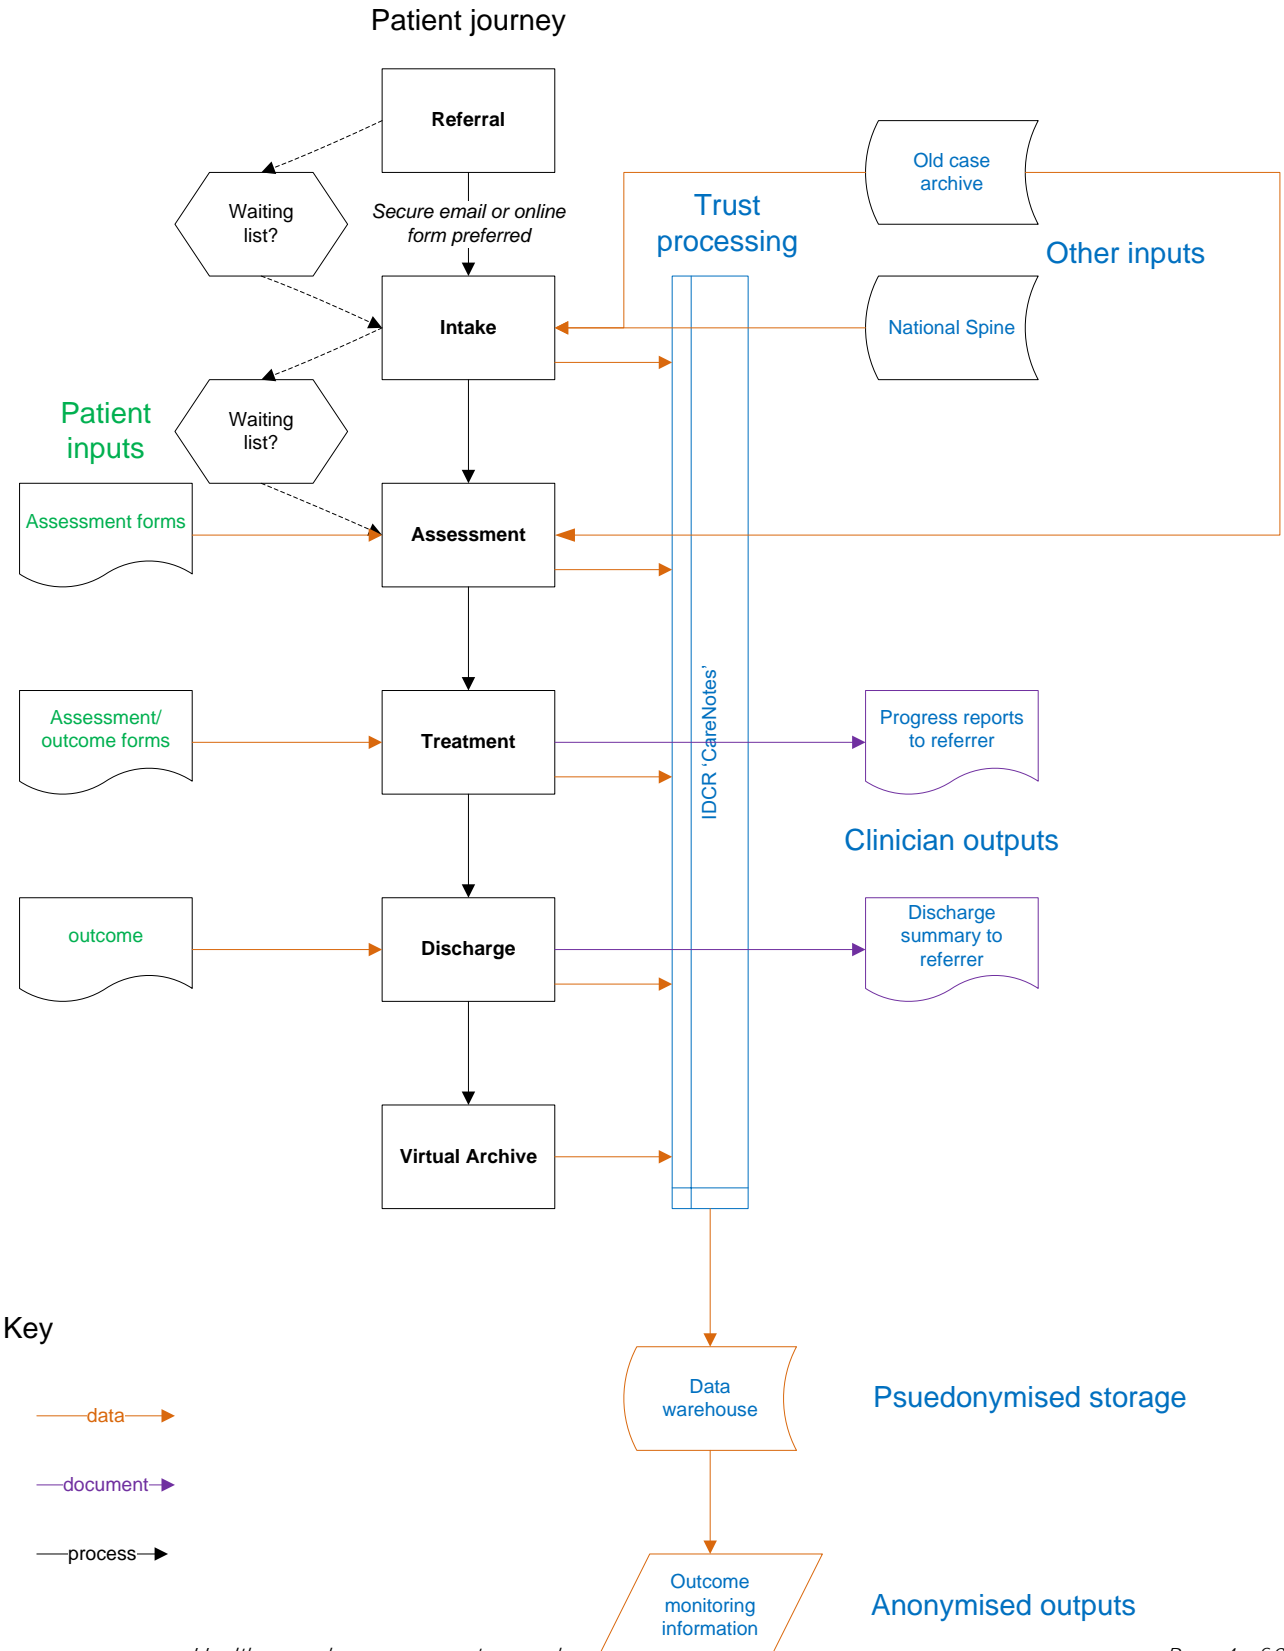 Patient journey
Referral
Old case
archive
Waiting
list?
Secure email or online
form preferred
Trust
processing
Other inputs
Intake
National Spine
Patient
inputs
Waiting
list?
Assessment forms
Assessment
IDCR 'CareNotes'
Assessment/
outcome forms
Treatment
Progress reports
to referrer
Clinician outputs
outcome
Discharge
Discharge
summary to
referrer
Virtual Archive
Key
Data
warehouse
Psuedonymised storage
data
document
process
Outcome
monitoring
information
Anonymised outputs